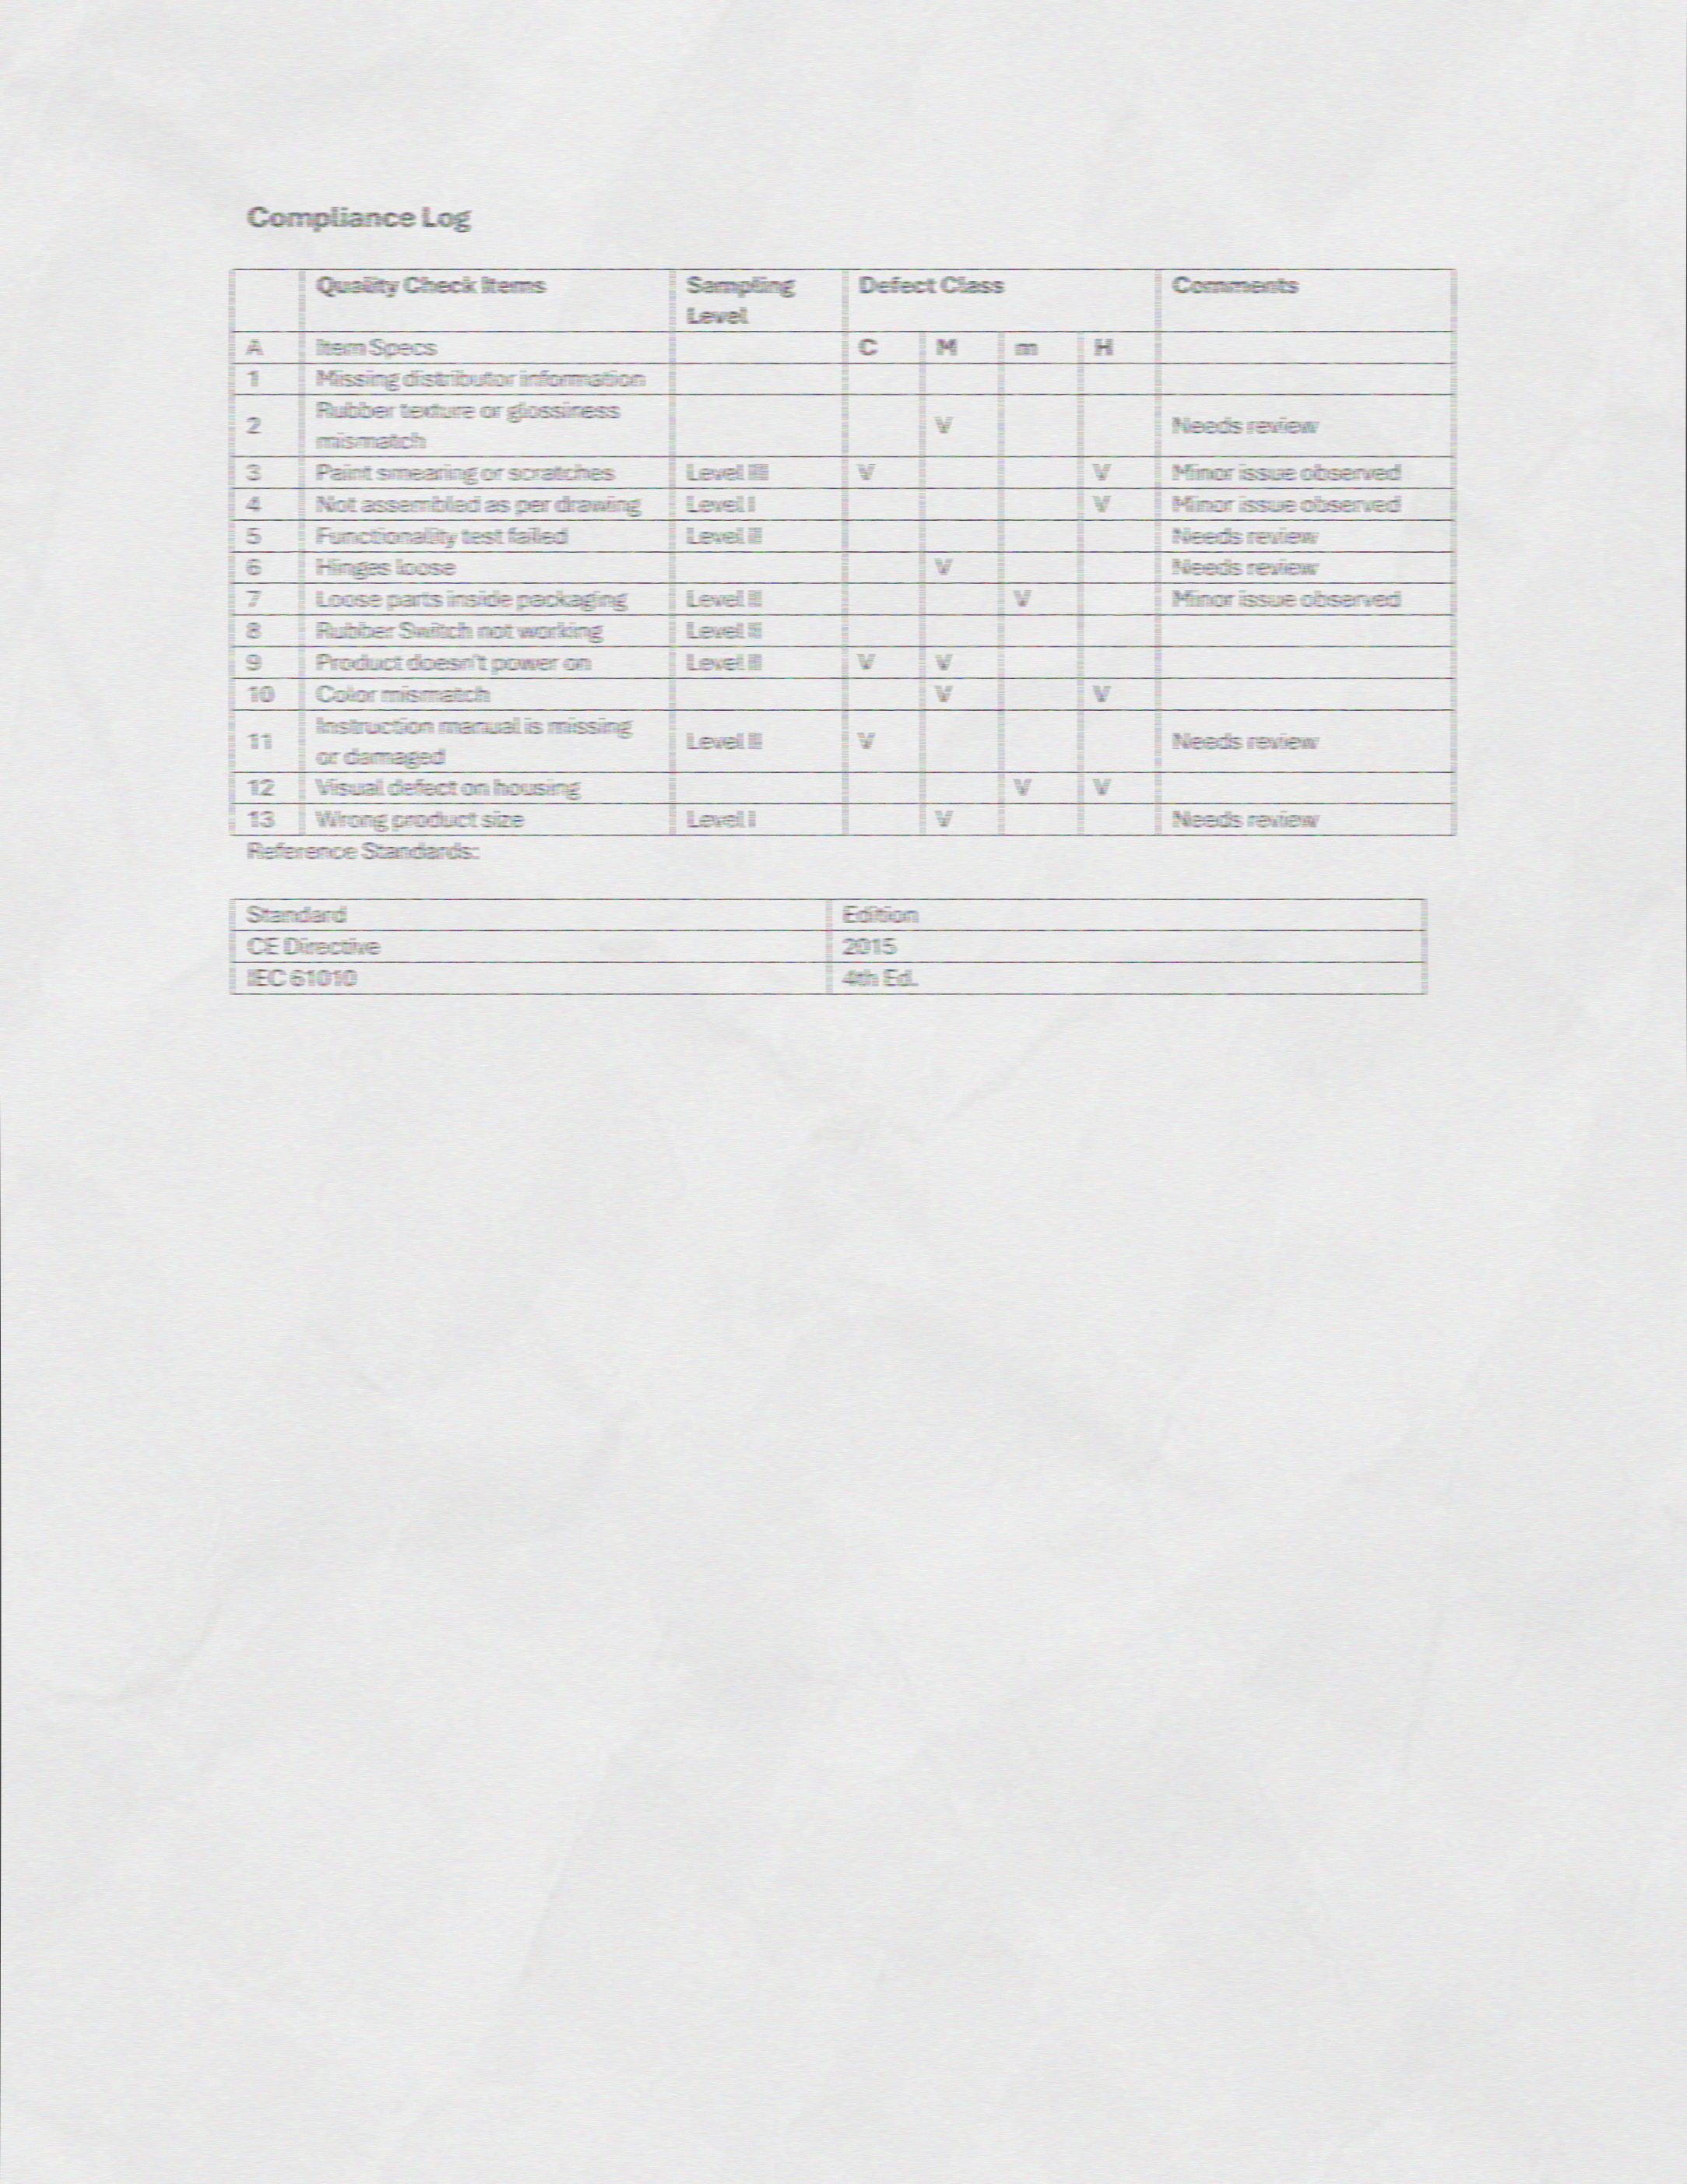 Compliance Log
Quality Check Items Sampling Defect Class Comments
Level
A Item Specs C M m H
1 Missing distributor information
Rubber texture or glossiness
2 V Needs review
mismatch
3 Paint smearing or scratches Level III V V Minor issue observed
4 Not assembled as per drawing Level I V Minor issue observed
5 Functionality test failed Level II Needs review
6 Hinges loose V Needs review
7 Loose parts inside packaging Level II V Minor issue observed
8 Rubber Switch not working Level II
9 Product doesn't power on Level II V V
10 Color mismatch V V
Instruction manual is missing
11 Level II V Needs review
or damaged
12 Visual defect on housing V V
13 Wrong product size Level I V Needs review
Reference Standards:
Standard Edition
CE Directive 2015
IEC 61010 4th Ed.